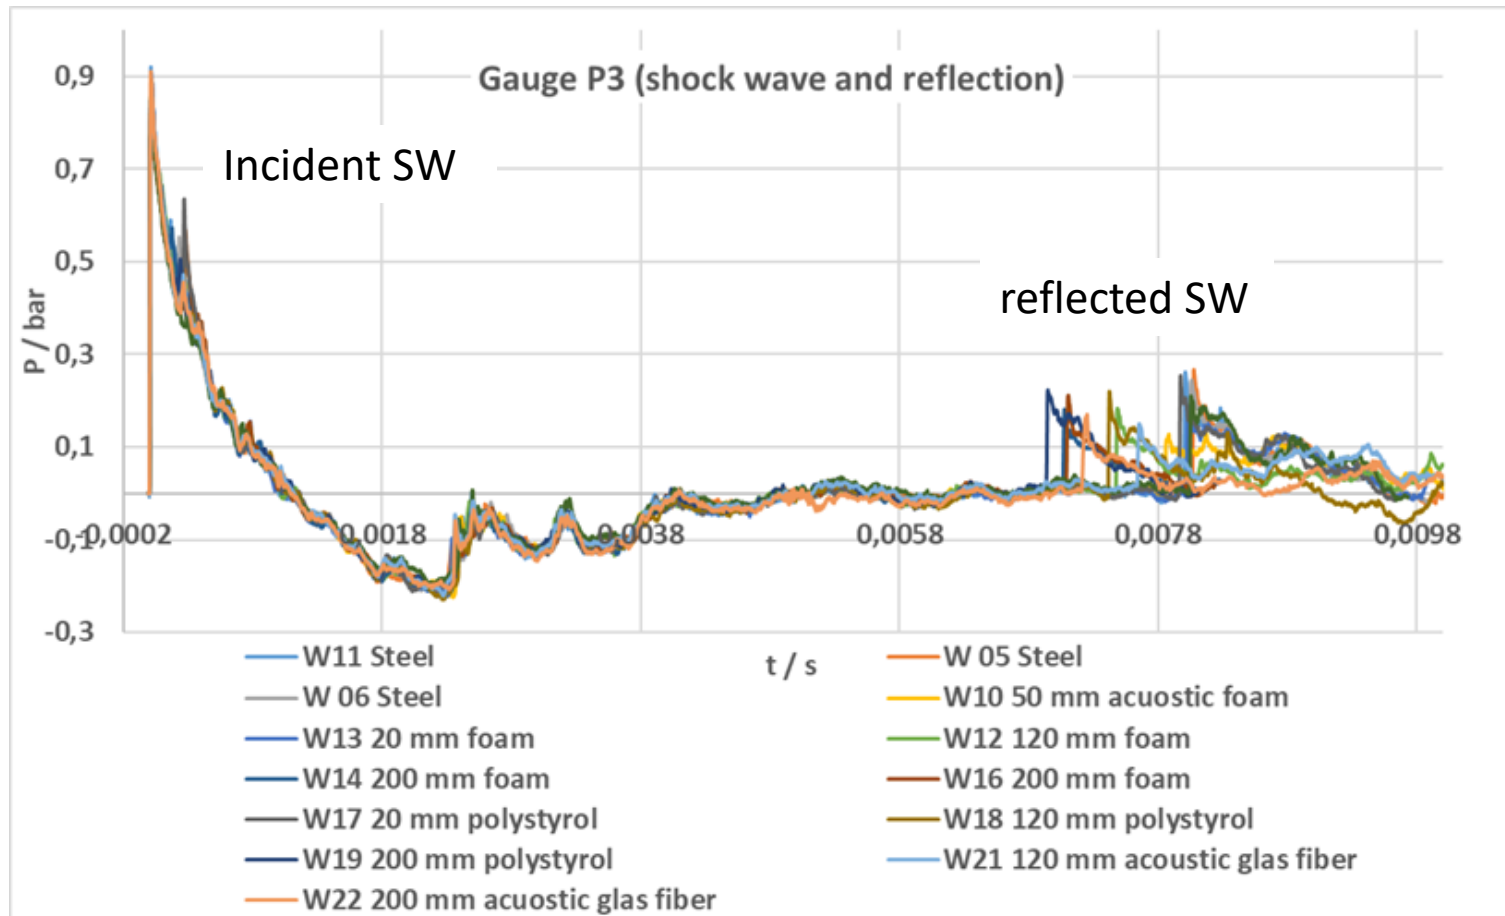 Gauge P3 (shock wave and reflection)
Incident SW
reflected SW
P / bar
0,9
0,7
0,5
0,3
0,1
-0,1
-0,3
-0,0002 0,0018 0,0038 0,0058 0,0078 0,0098
t / s
W11 Steel
W 05 Steel
W 06 Steel
W10 50 mm acuostic foam
W13 20 mm foam
W12 120 mm foam
W14 200 mm foam
W16 200 mm foam
W17 20 mm polystyrol
W18 120 mm polystyrol
W19 200 mm polystyrol
W21 120 mm acoustic glas fiber
W22 200 mm acuostic glas fiber